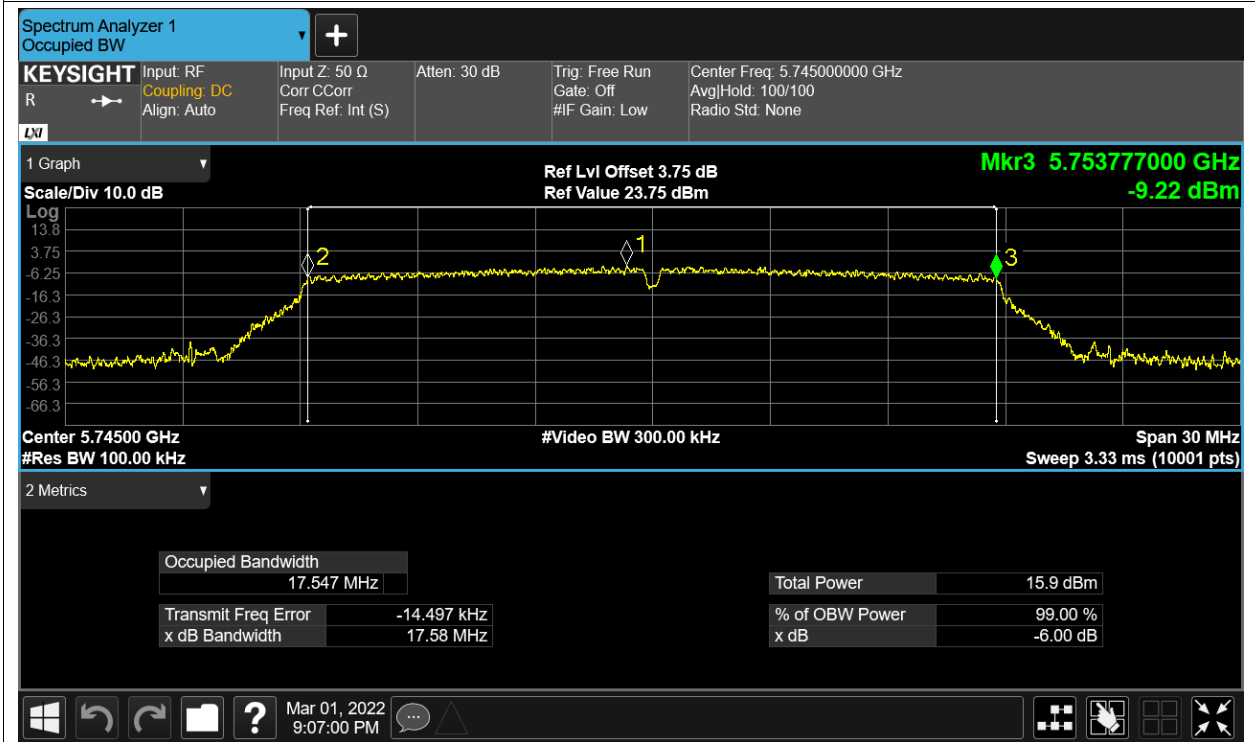 Spectrum Analyzer 1
Occupied BW
KEYSIGHT
R
LXI
Input: RF
Coupling: DC
Align: Auto
Input Z: 50 Ω
Corr CCorr
Freq Ref: Int (S)
Atten: 30 dB
Trig: Free Run
Gate: Off
#IF Gain: Low
Center Freq: 5.745000000 GHz
Avg|Hold: 100/100
Radio Std: None
1 Graph
Scale/Div 10.0 dB
Ref Lvl Offset 3.75 dB
Ref Value 23.75 dBm
Mkr3 5.753777000 GHz
-9.22 dBm
Log
13.8
3.75
-6.25
-16.3
-26.3
-36.3
-46.3
-56.3
-66.3
2
1
3
Center 5.74500 GHz
#Video BW 300.00 kHz
Span 30 MHz
#Res BW 100.00 kHz
Sweep 3.33 ms (10001 pts)
2 Metrics
Occupied Bandwidth
17.547 MHz
Transmit Freq Error -14.497 kHz
x dB Bandwidth 17.58 MHz
Total Power 15.9 dBm
% of OBW Power 99.00 %
x dB -6.00 dB
?
Mar 01, 2022
9:07:00 PM